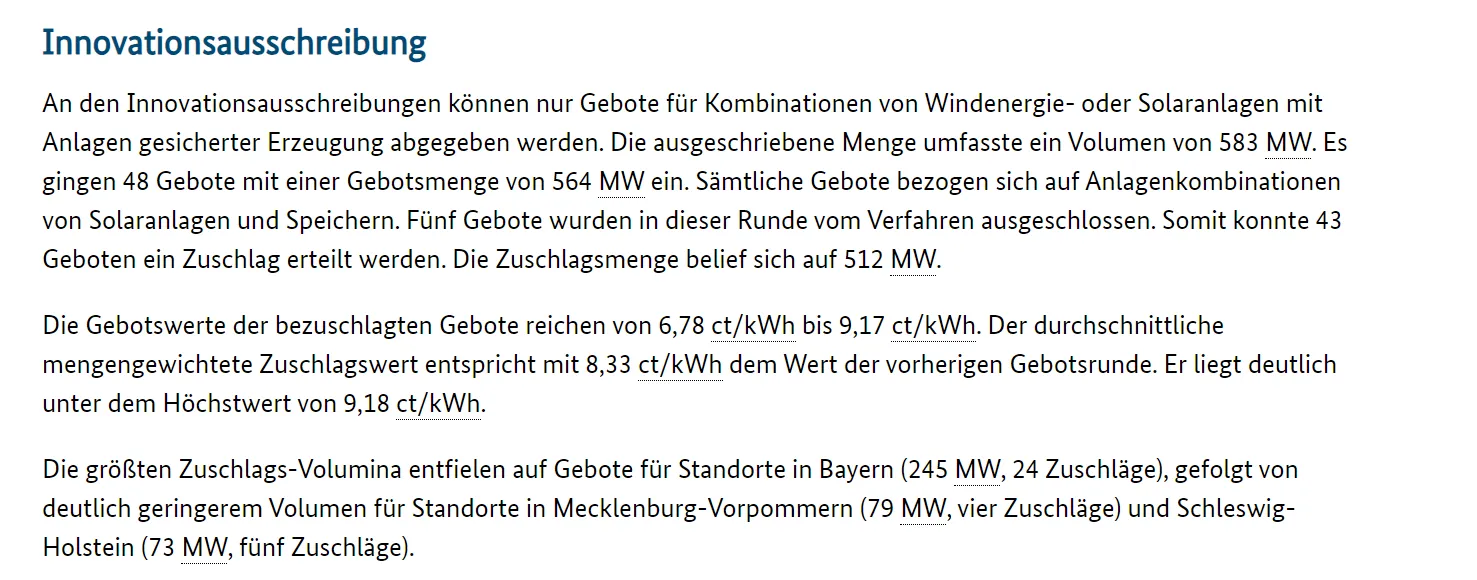 Innovationsausschreibung
An den Innovationsausschreibungen können nur Gebote für Kombinationen von Windenergie- oder Solaranlagen mit
Anlagen gesicherter Erzeugung abgegeben werden. Die ausgeschriebene Menge umfasste ein Volumen von 583 MW. Es
gingen 48 Gebote mit einer Gebotsmenge von 564 MW ein. Sämtliche Gebote bezogen sich auf Anlagenkombinationen
von Solaranlagen und Speichern. Fünf Gebote wurden in dieser Runde vom Verfahren ausgeschlossen. Somit konnte 43
Geboten ein Zuschlag erteilt werden. Die Zuschlagsmenge belief sich auf 512 MW.
Die Gebotswerte der bezuschlagten Gebote reichen von 6,78 ct/kWh bis 9,17 ct/kWh. Der durchschnittliche
mengengewichtete Zuschlagswert entspricht mit 8,33 ct/kWh dem Wert der vorherigen Gebotsrunde. Er liegt deutlich
unter dem Höchstwert von 9,18 ct/kWh.
Die größten Zuschlags-Volumina entfielen auf Gebote für Standorte in Bayern (245 MW, 24 Zuschläge), gefolgt von
deutlich geringerem Volumen für Standorte in Mecklenburg-Vorpommern (79 MW, vier Zuschläge) und Schleswig-
Holstein (73 MW, fünf Zuschläge).